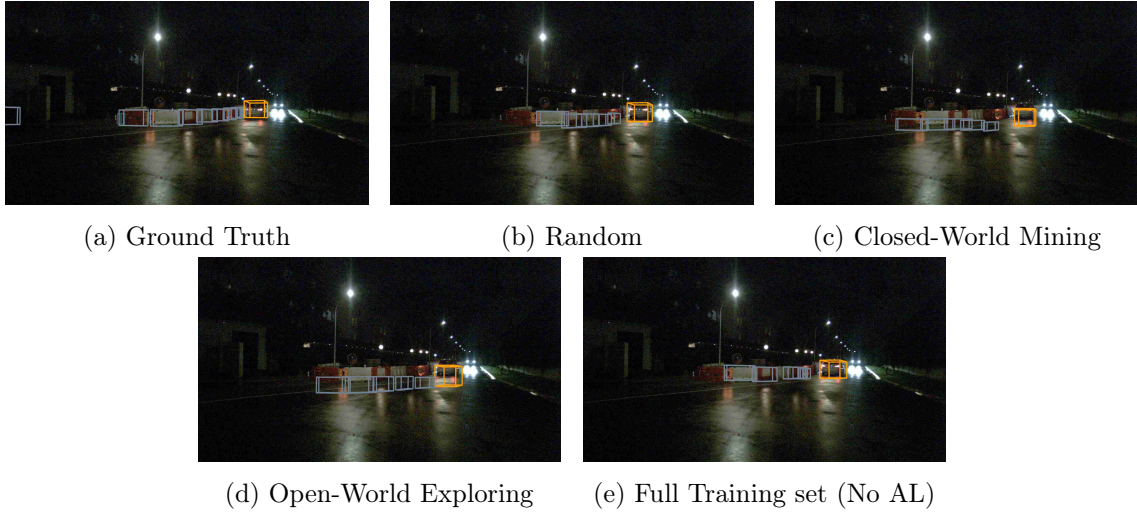 (a) Ground Truth
(b) Random
(c) Closed-World Mining
(d) Open-World Exploring
(e) Full Training set (No AL)